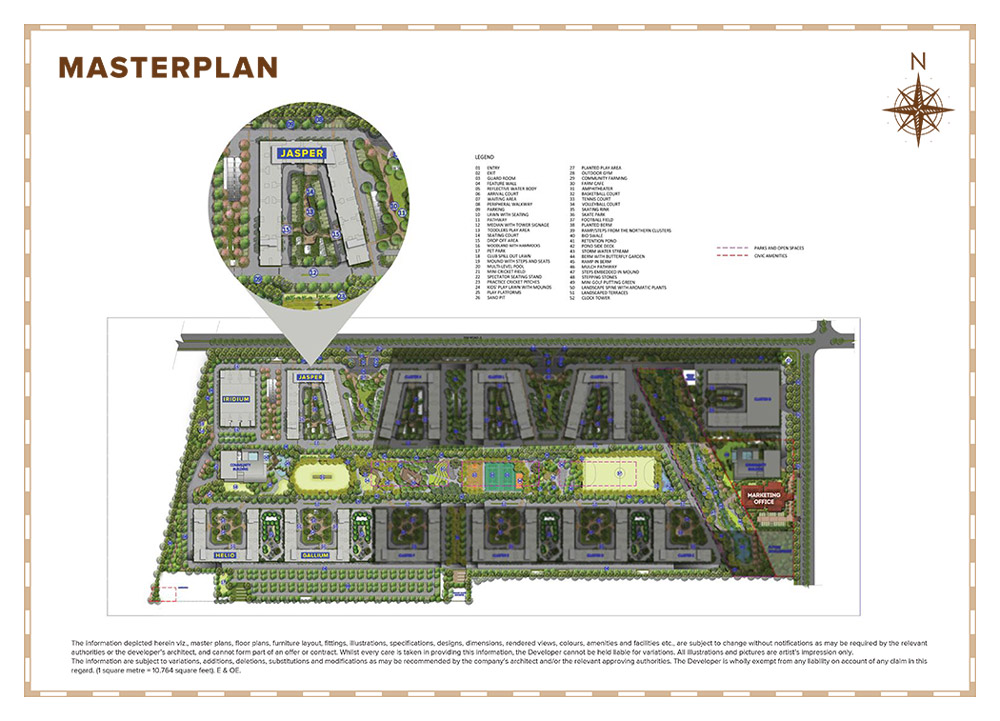 MASTERPLAN
N
JASPER
LEGEND
01 ENTRY
02 EXIT
03 GUARD ROOM
04 FEATURE WALL
05 REFLECTIVE WATER BODY
06 ARRIVAL COURT
07 WAITING AREA
08 PERIPHERAL WALKWAY
09 PARKING
10 LAWN WITH SEATING
11 PATHWAY
12 MEDIAN WITH TOWER SIGNAGE
13 TODDLERS PLAY AREA
14 SEATING COURT
15 DROP OFF AREA
16 WOODLAND WITH HAMMOCKS
17 PET PARK
18 CLUB SPILL OUT LAWN
19 MOUND WITH STEPS AND SEATS
20 MULTI-LEVEL POOL
21 MINI CRICKET FIELD
22 SPECTATOR SEATING STAND
23 PRACTICE CRICKET PITCHES
24 KIDS' PLAY LAWN WITH MOUNDS
25 PLAY PLATFORMS
26 SAND PIT
27 PLANTED PLAY AREA
28 OUTDOOR GYM
29 COMMUNITY FARMING
30 FARM CAFE
31 AMPHITHEATER
32 BASKETBALL COURT
33 TENNIS COURT
34 VOLLEYBALL COURT
35 SKATING RINK
36 SKATE PARK
37 FOOTBALL FIELD
38 PLANTED BERM
39 RAMP/STEPS FROM THE NORTHERN CLUSTERS
40 BIO SWALE
41 RETENTION POND
42 POND SIDE DECK
43 STORM WATER STREAM
44 BERM WITH BUTTERFLY GARDEN
45 RAMP IN BERM
46 MULCH PATHWAY
47 STEPS EMBEDDED IN MOUND
48 STEPPING STONES
49 MINI GOLF PUTTING GREEN
50 LANDSCAPE SPINE WITH AROMATIC PLANTS
51 LANDSCAPED TERRACES
52 CLOCK TOWER
PARKS AND OPEN SPACES
CIVIC AMENITIES
JASPER
IRIDIUM
COMMUNITY
BUILDING
MARKETING
OFFICE
HELIO
GALLIUM
The information depicted herein viz., master plans, floor plans, furniture layout, fittings, illustrations, specifications, designs, dimensions, rendered views, colours, amenities and facilities etc., are subject to change without notifications as may be required by the relevant
authorities or the developer's architect, and cannot form part of an offer or contract. Whilst every care is taken in providing this information, the Developer cannot be held liable for variations. All illustrations and pictures are artist's impression only.
The information are subject to variations, additions, deletions, substitutions and modifications as may be recommended by the company's architect and/or the relevant approving authorities. The Developer is wholly exempt from any liability on account of any claim in this
regard. (1 square metre = 10.764 square feet). E & OE.